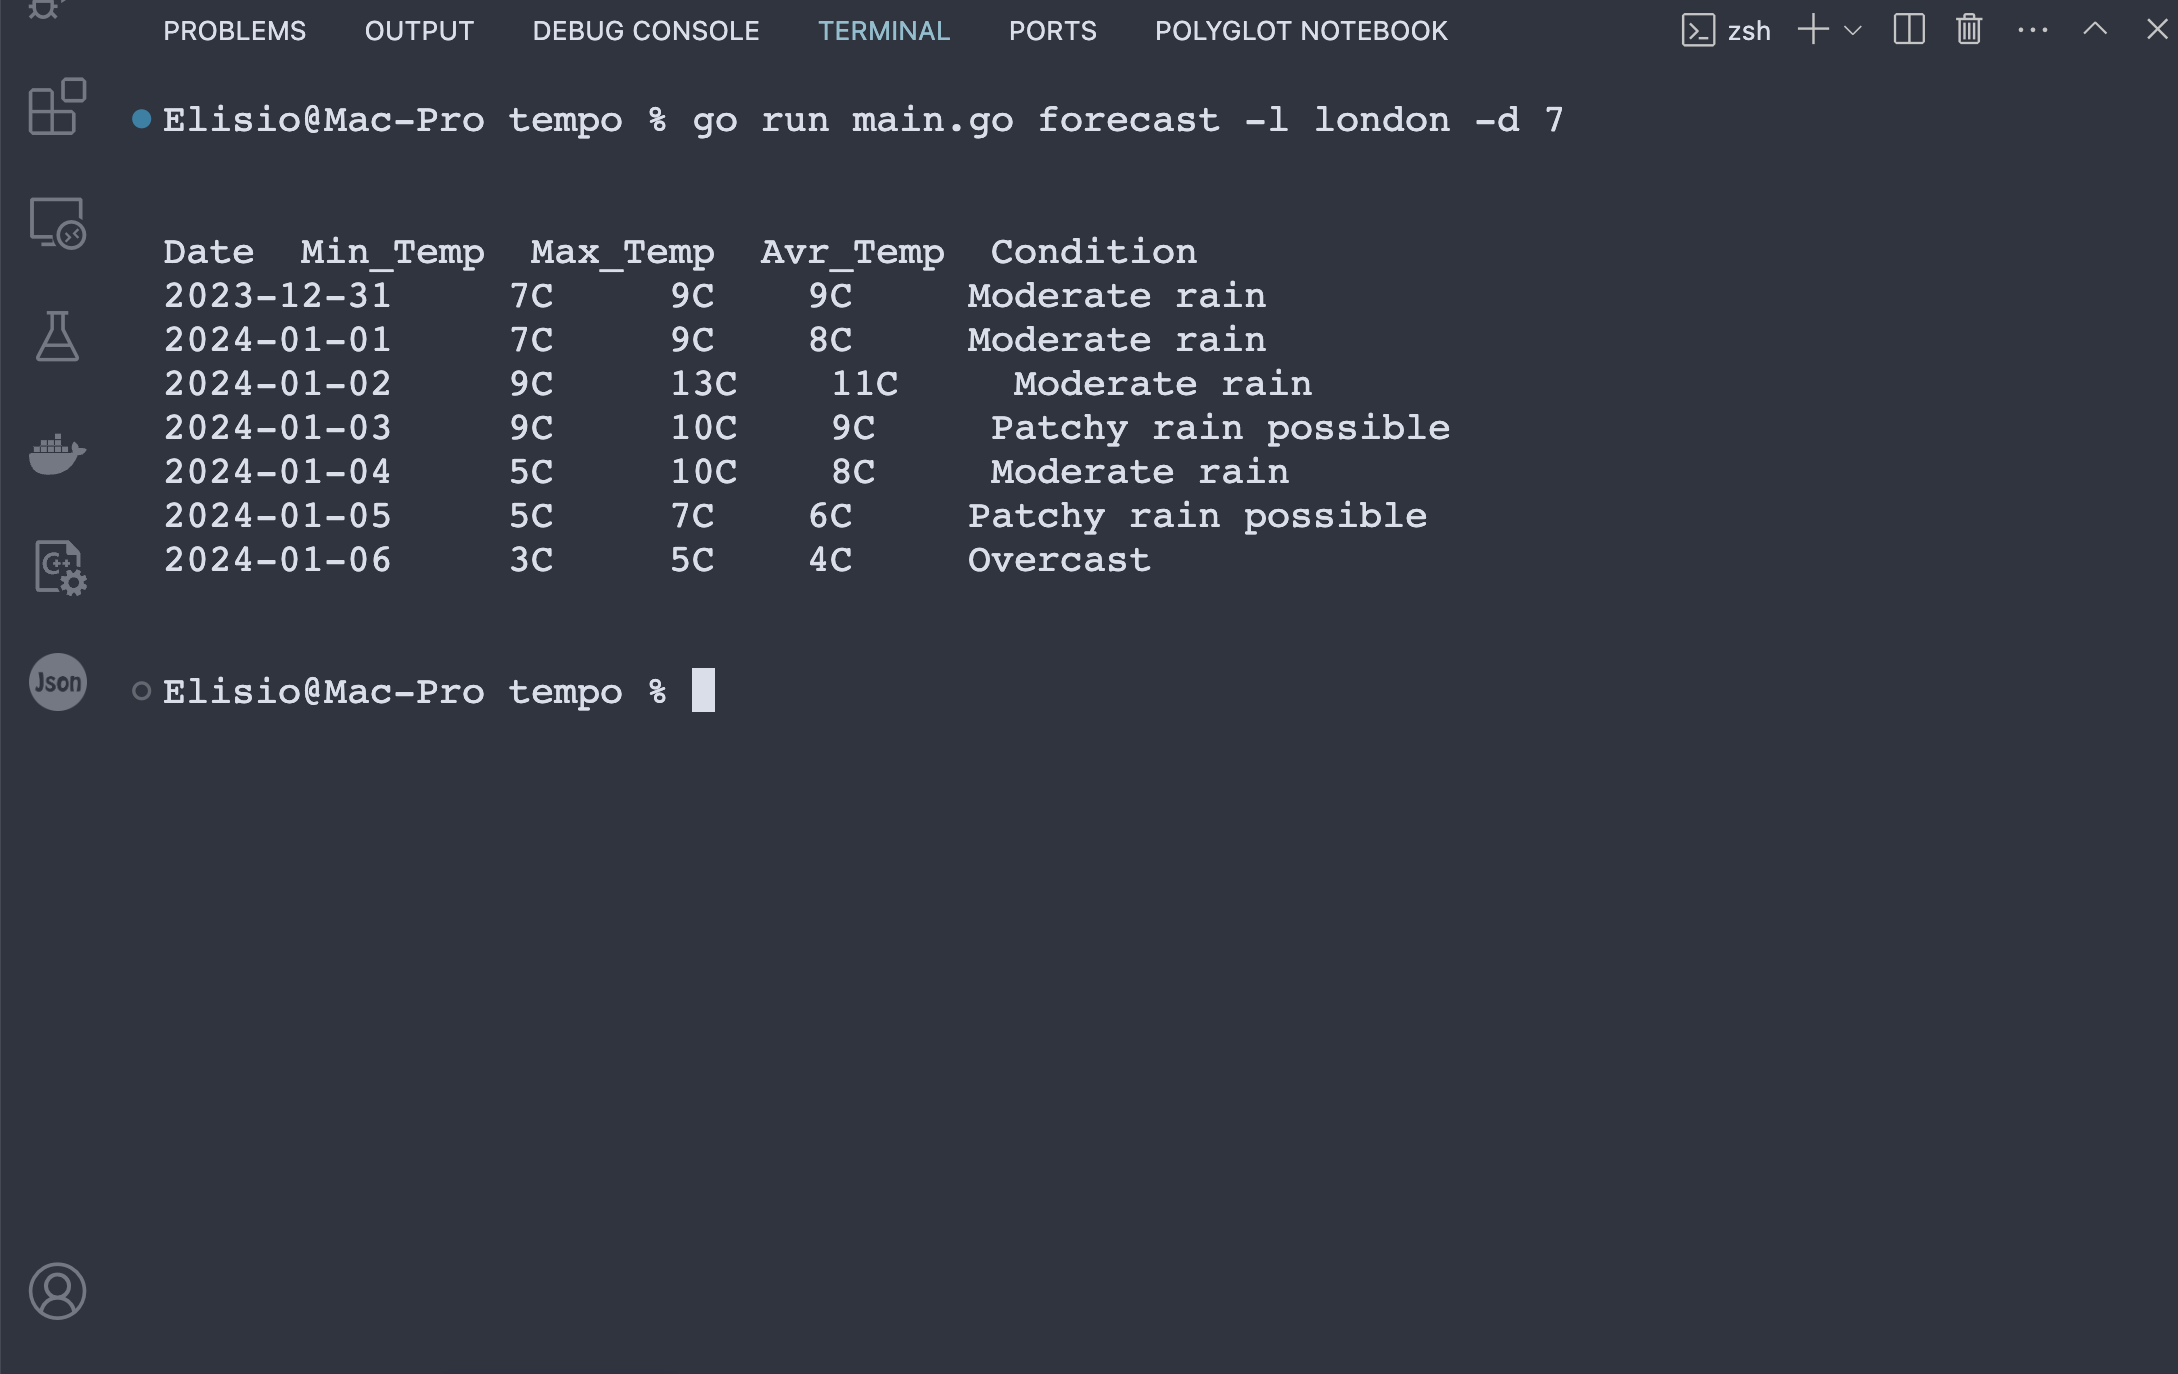 PROBLEMS OUTPUT DEBUG CONSOLE TERMINAL PORTS POLYGLOT NOTEBOOK zsh
Elisio@Mac-Pro tempo % go run main.go forecast -l london -d 7
Date Min_Temp Max_Temp Avr_Temp Condition
2023-12-31 7C 9C 9C Moderate rain
2024-01-01 7C 9C 8C Moderate rain
2024-01-02 9C 13C 11C Moderate rain
2024-01-03 9C 10C 9C Patchy rain possible
2024-01-04 5C 10C 8C Moderate rain
2024-01-05 5C 7C 6C Patchy rain possible
2024-01-06 3C 5C 4C Overcast
C++
Json
Elisio@Mac-Pro tempo %